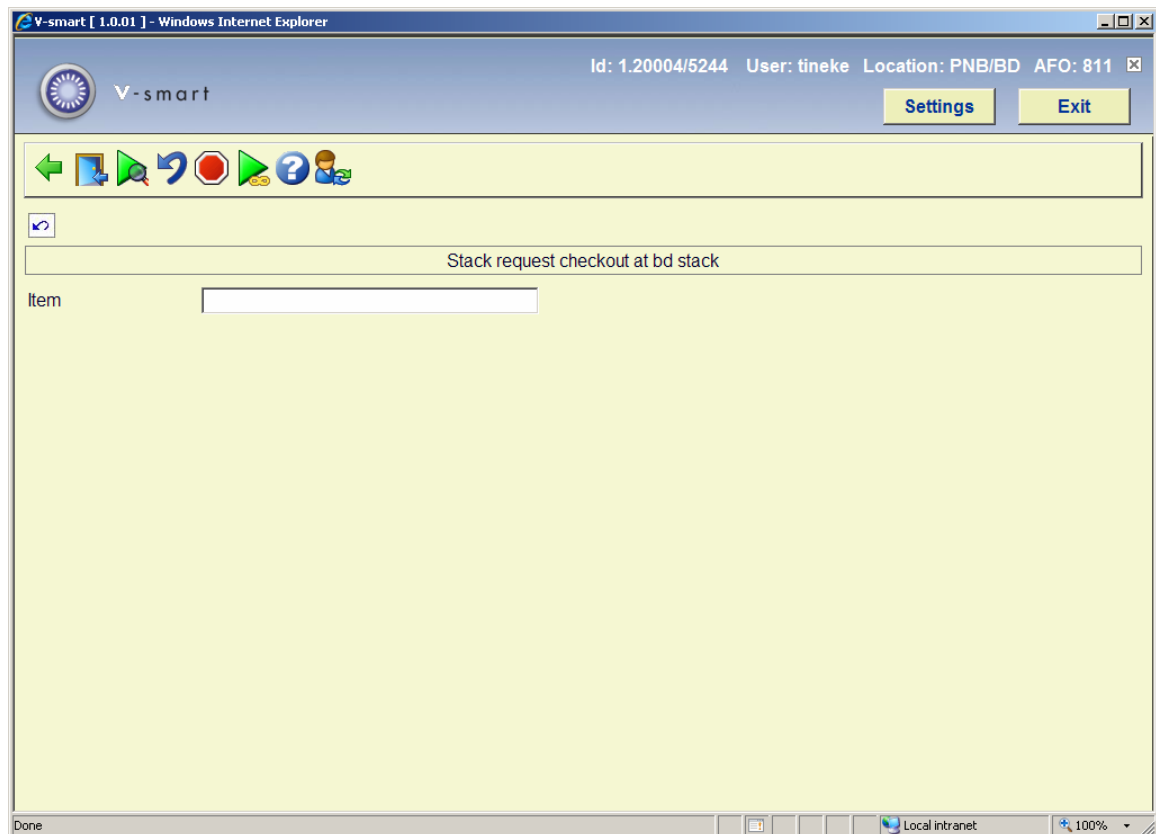 V-smart [ 1.0.01 ] - Windows Internet Explorer
Id: 1.20004/5244 User: tineke Location: PNB/BD AFO: 811
V-smart
Settings Exit
Stack request checkout at bd stack
Item
Done Local intranet 100%